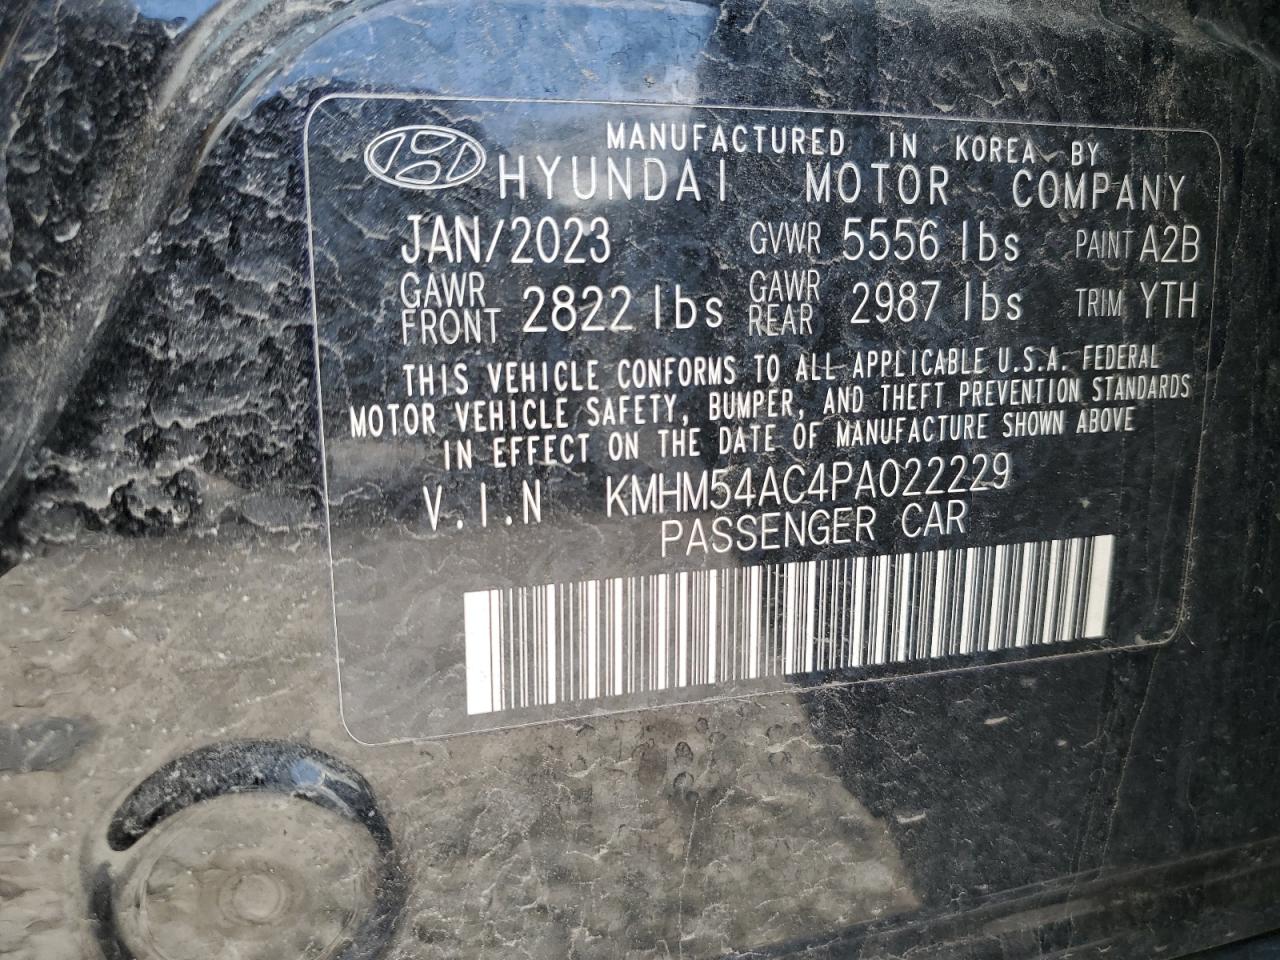 MANUFACTURED IN KOREA BY
HYUNDAI MOTOR COMPANY
JAN/2023 GVWR 5556 lbs PAINT A2B
GAWR FRONT 2822 lbs GAWR REAR 2987 lbs TRIM YTH
THIS VEHICLE CONFORMS TO ALL APPLICABLE U.S.A. FEDERAL
MOTOR VEHICLE SAFETY, BUMPER, AND THEFT PREVENTION STANDARDS
IN EFFECT ON THE DATE OF MANUFACTURE SHOWN ABOVE
V.I.N KMHM54AC4PA022229
PASSENGER CAR